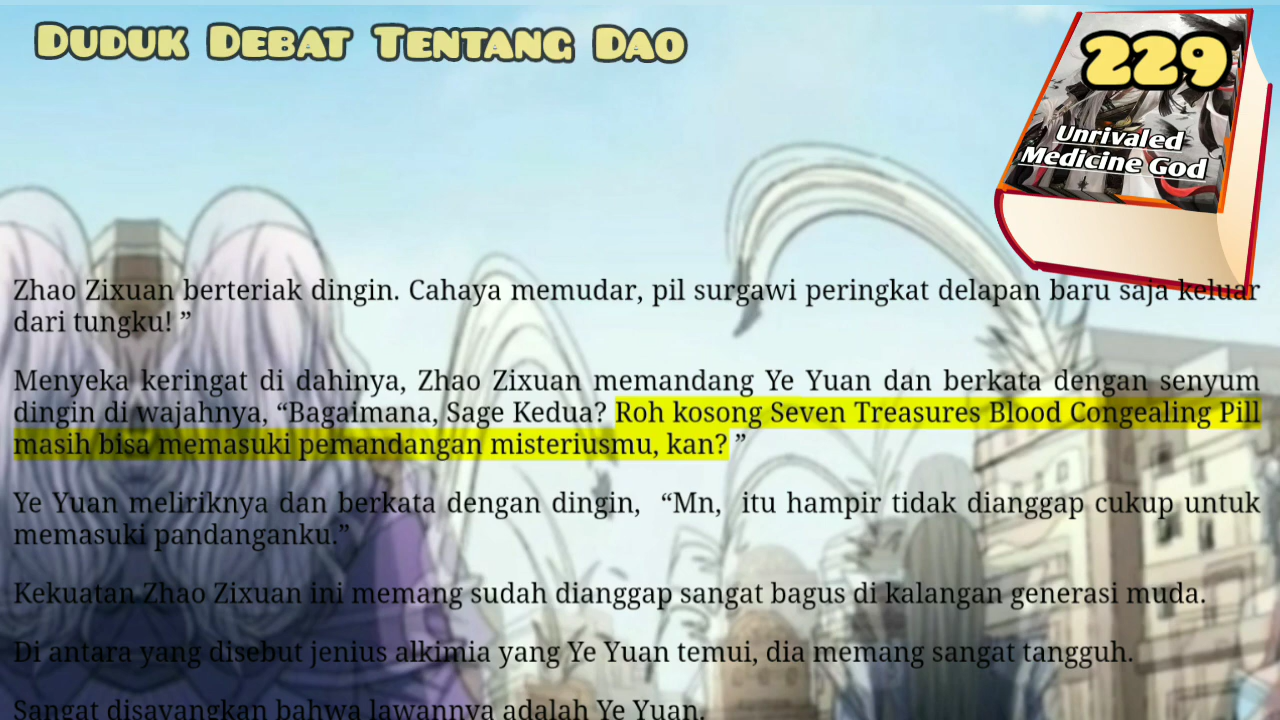 Duduk Debat Tentang Dao
229
Unrivaled
Medicine God
Zhao Zixuan berteriak dingin. Cahaya memudar, pil surgawi peringkat delapan baru saja keluar
dari tungku! ”
Menyeka keringat di dahinya, Zhao Zixuan memandang Ye Yuan dan berkata dengan senyum
dingin di wajahnya, “Bagaimana, Sage Kedua? Roh kosong Seven Treasures Blood Congealing Pill
masih bisa memasuki pemandangan misteriusmu, kan? ”
Ye Yuan meliriknya dan berkata dengan dingin, “Mn, itu hampir tidak dianggap cukup untuk
memasuki pandanganku.”
Kekuatan Zhao Zixuan ini memang sudah dianggap sangat bagus di kalangan generasi muda.
Di antara yang disebut jenius alkimia yang Ye Yuan temui, dia memang sangat tangguh.
Sangat disayangkan bahwa lawannya adalah Ye Yuan.